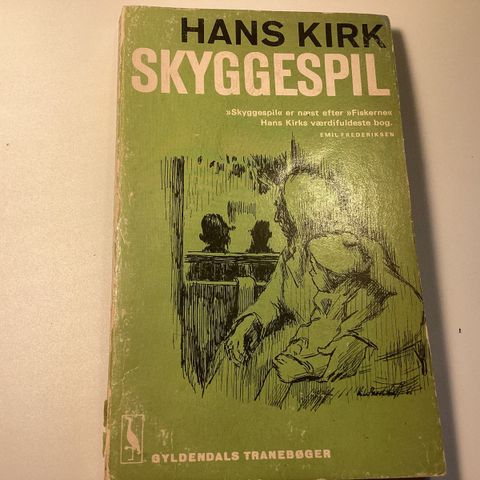 HANS KIRK
SKYGGESPIL
»Skyggespil« er næst efter »Fiskerne«
Hans Kirks værdifuldeste bog.
EMIL FREDERIKSEN
GYLDENDALS TRANEBØGER